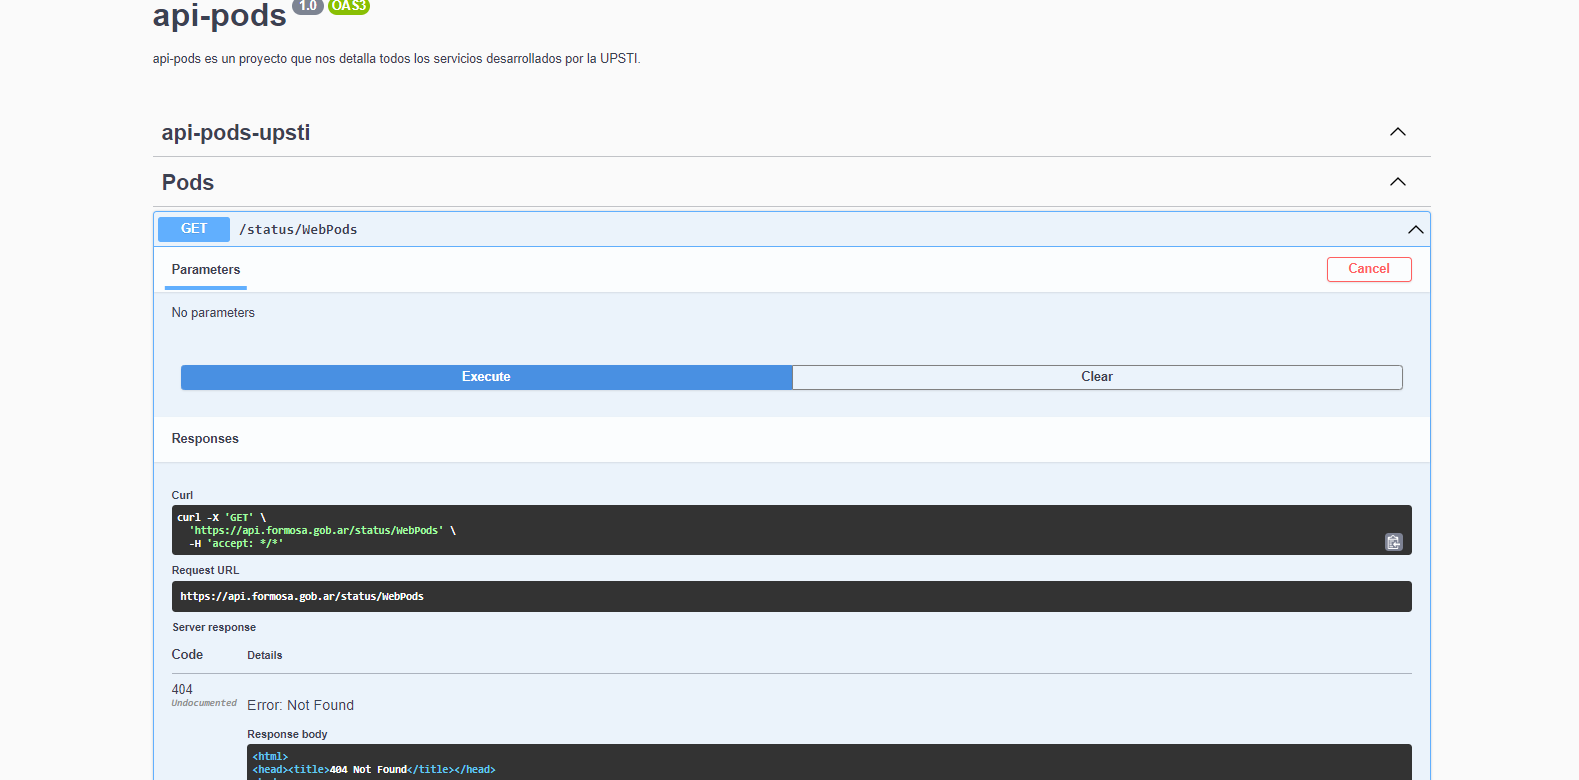 api-pods 1.0 OAS3
api-pods es un proyecto que nos detalla todos los servicios desarrollados por la UPSTI.
api-pods-upsti
Pods
GET /status/WebPods
Parameters Cancel
No parameters
Execute Clear
Responses
Curl
curl -X 'GET' \
'https://api.formosa.gob.ar/status/WebPods' \
-H 'accept: */*'
Request URL
https://api.formosa.gob.ar/status/WebPods
Server response
Code Details
404
Undocumented
Error: Not Found
Response body
<html>
<head><title>404 Not Found</title></head>